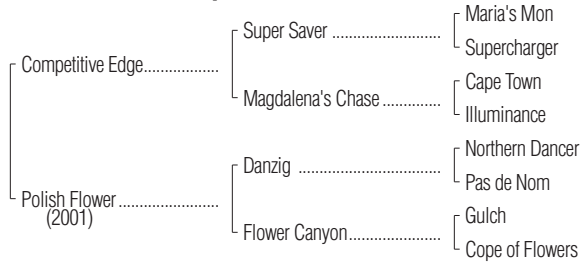 Maria's Mon
Super Saver ....................
Supercharger
Competitive Edge..................
Cape Town
Magdalena's Chase ..............
Illuminance
Northern Dancer
Danzig ...........................
Pas de Nom
Polish Flower........................
(2001)
Gulch
Flower Canyon......................
Cope of Flowers